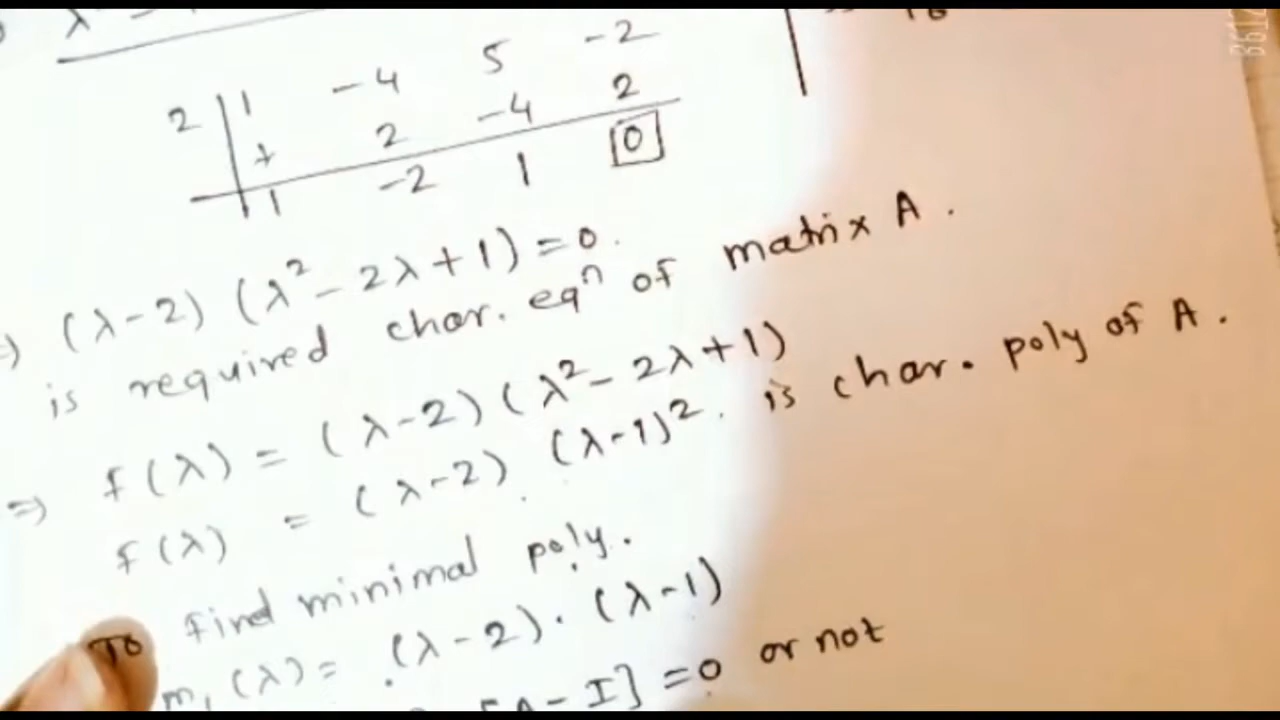 2 | 1 -4 5 -2
+ 2 -4 2
1 -2 1 0
(λ-2) (λ² - 2λ + 1) = 0.
is required char. eqⁿ of matrix A.
=> f(λ) = (λ-2) (λ² - 2λ + 1)
f(λ) = (λ-2) (λ-1)². is char. poly of A.
To find minimal poly.
m₁(λ) = (λ-2)·(λ-1)
[A - I] = 0 or not